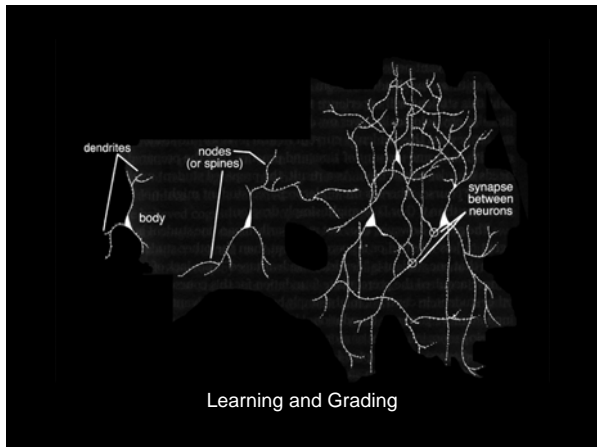 dendrites
nodes
(or spines)
body
synapse
between
neurons
Learning and Grading